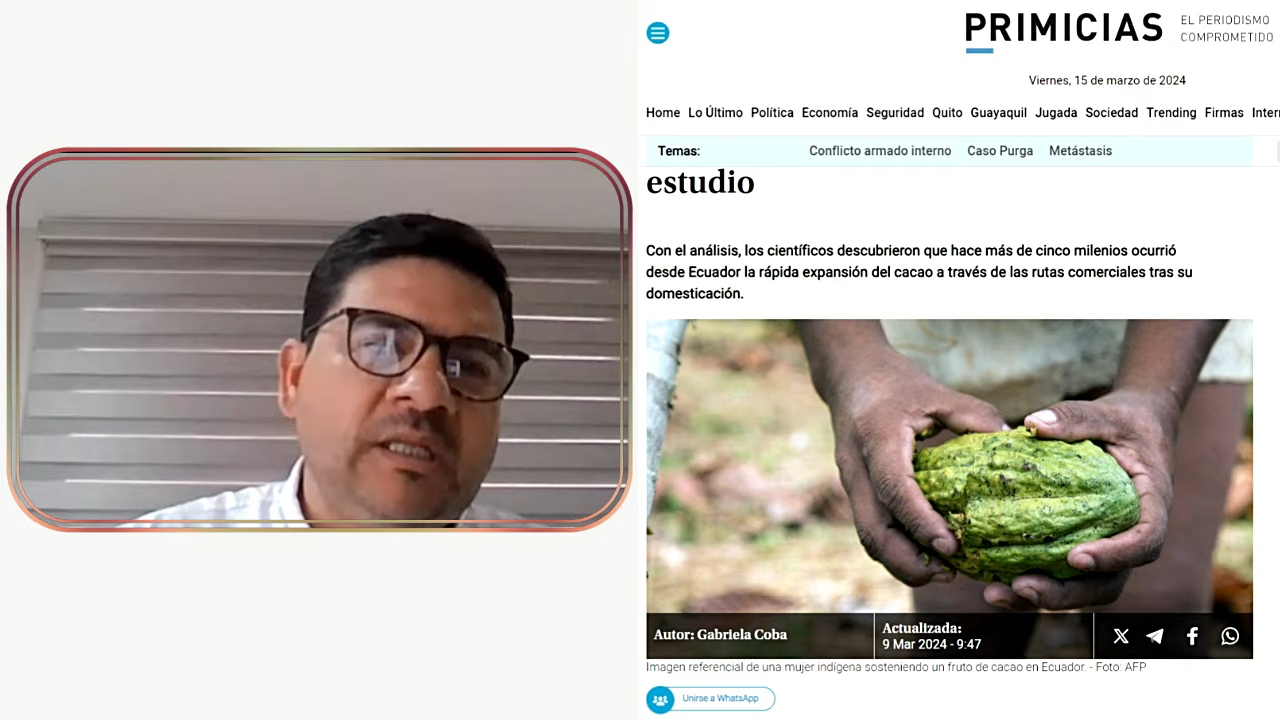 PRIMICIAS
EL PERIODISMO
COMPROMETIDO
Viernes, 15 de marzo de 2024
Home Lo Último Política Economía Seguridad Quito Guayaquil Jugada Sociedad Trending Firmas Inter
Temas: Conflicto armado interno Caso Purga Metástasis
estudio
Con el análisis, los científicos descubrieron que hace más de cinco milenios ocurrió
desde Ecuador la rápida expansión del cacao a través de las rutas comerciales tras su
domesticación.
Autor: Gabriela Coba
Actualizada:
9 Mar 2024 - 9:47
Imagen referencial de una mujer indígena sosteniendo un fruto de cacao en Ecuador. - Foto: AFP
Unirse a WhatsApp